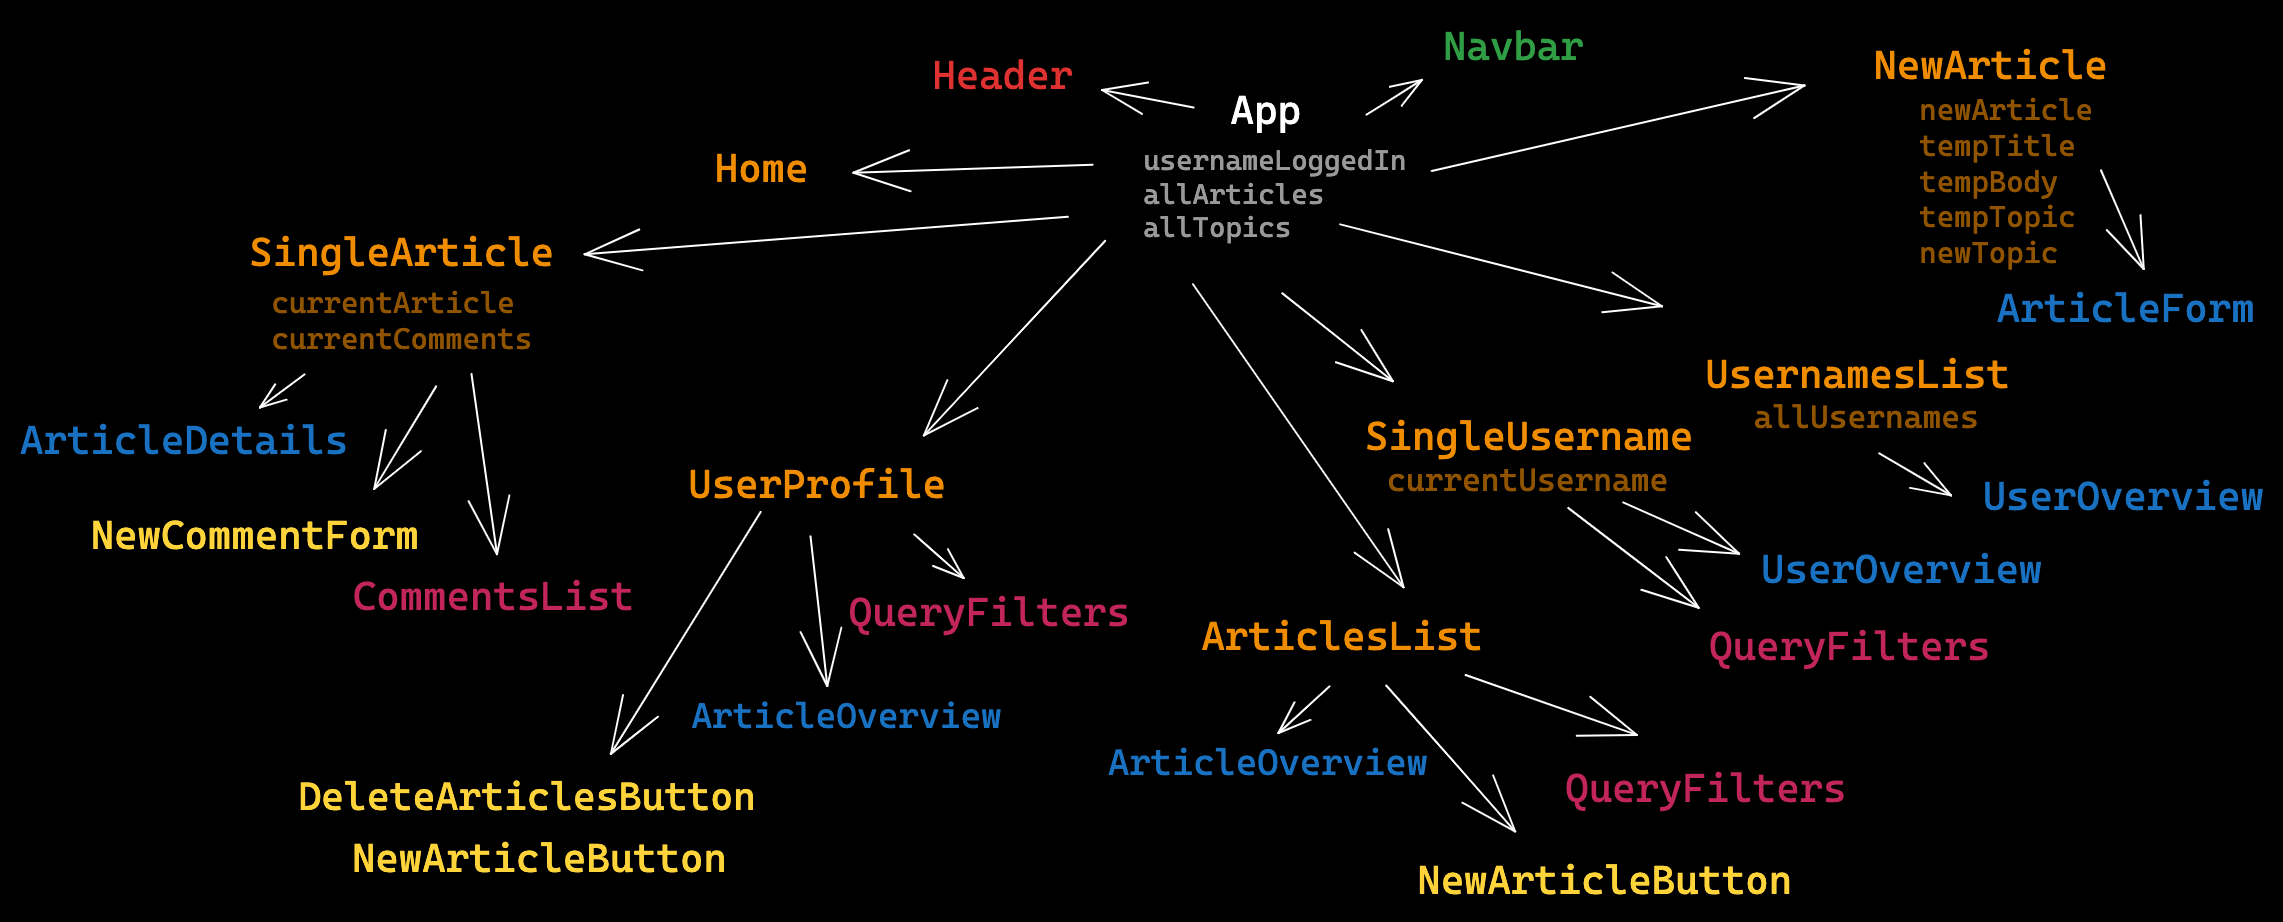 Navbar
Header
App
usernameLoggedIn
allArticles
allTopics
NewArticle
newArticle
tempTitle
tempBody
tempTopic
newTopic
ArticleForm
Home
SingleArticle
currentArticle
currentComments
ArticleDetails
NewCommentForm
CommentsList
UserProfile
QueryFilters
ArticleOverview
DeleteArticlesButton
NewArticleButton
UsernamesList
allUsernames
UserOverview
SingleUsername
currentUsername
UserOverview
QueryFilters
ArticlesList
ArticleOverview
QueryFilters
NewArticleButton